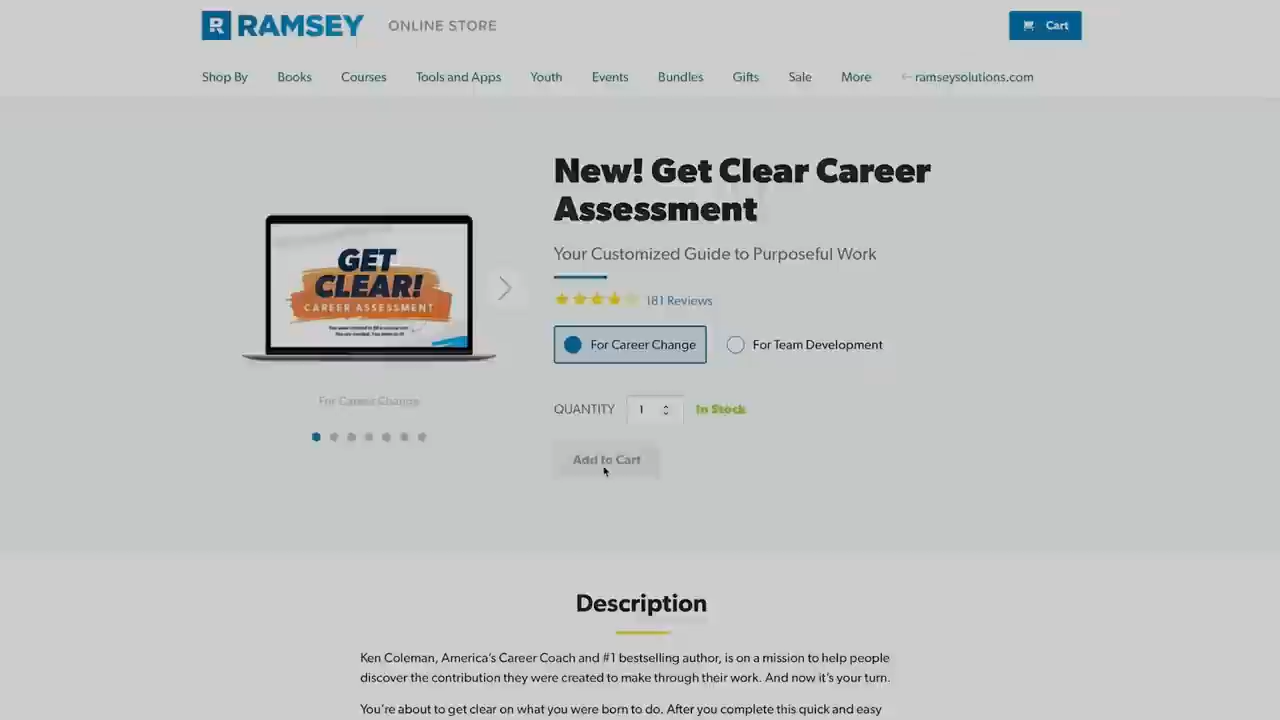 R RAMSEY ONLINE STORE
Cart
Shop By Books Courses Tools and Apps Youth Events Bundles Gifts Sale More ← ramseysolutions.com
New! Get Clear Career
Assessment
Your Customized Guide to Purposeful Work
181 Reviews
For Career Change
For Team Development
QUANTITY 1 In Stock
Add to Cart
GET
CLEAR!
CAREER ASSESSMENT
For Career Change
Description
Ken Coleman, America's Career Coach and #1 bestselling author, is on a mission to help people
discover the contribution they were created to make through their work. And now it's your turn.
You're about to get clear on what you were born to do. After you complete this quick and easy